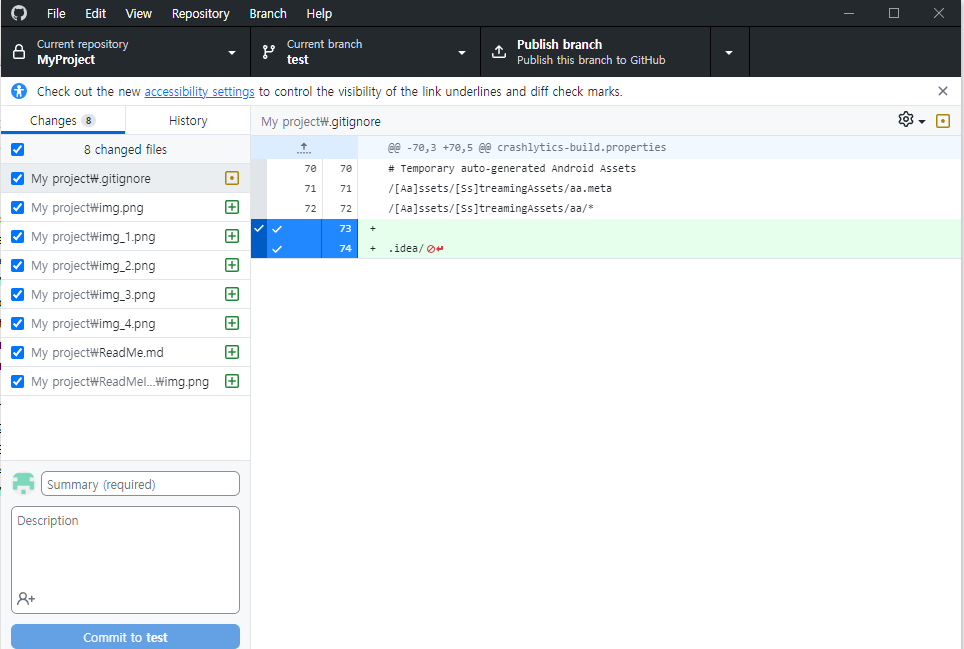 File Edit View Repository Branch Help
Current repository
MyProject
Current branch
test
Publish branch
Publish this branch to GitHub
Check out the new accessibility settings to control the visibility of the link underlines and diff check marks.
Changes 8 History
8 changed files
My project₩.gitignore
My project₩img.png
My project₩img_1.png
My project₩img_2.png
My project₩img_3.png
My project₩img_4.png
My project₩ReadMe.md
My project₩ReadMeI...₩img.png
Summary (required)
Description
Commit to test
My project₩.gitignore
@@ -70,3 +70,5 @@ crashlytics-build.properties
70 70 # Temporary auto-generated Android Assets
71 71 /[Aa]ssets/[Ss]treamingAssets/aa.meta
72 72 /[Aa]ssets/[Ss]treamingAssets/aa/*
73 +
74 + .idea/